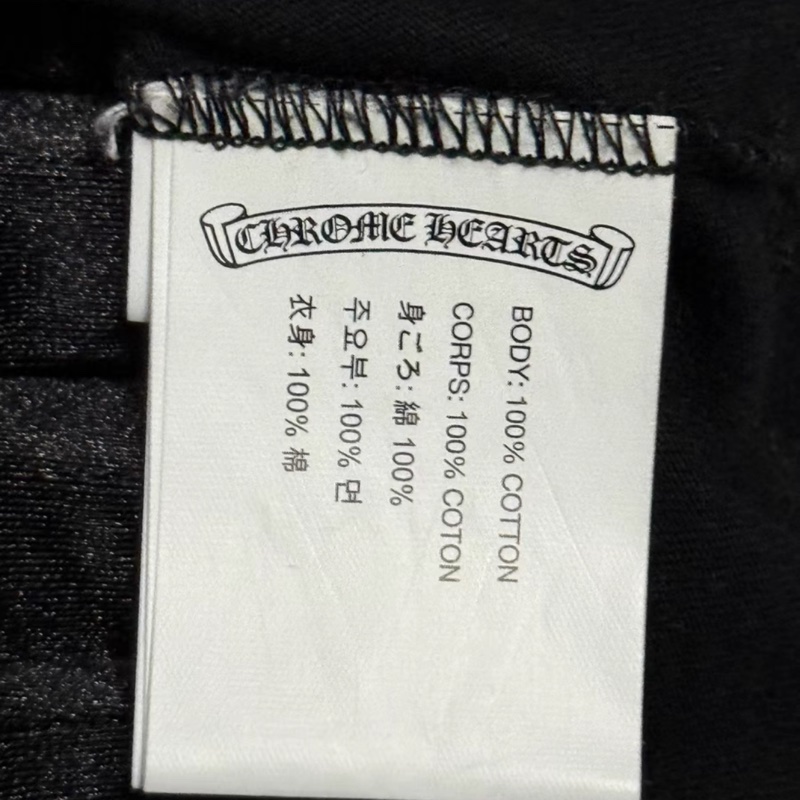 CHROME HEARTS
BODY: 100% COTTON
CORPS: 100% COTON
身ごろ: 綿 100%
주요부: 100% 면
衣身: 100% 棉